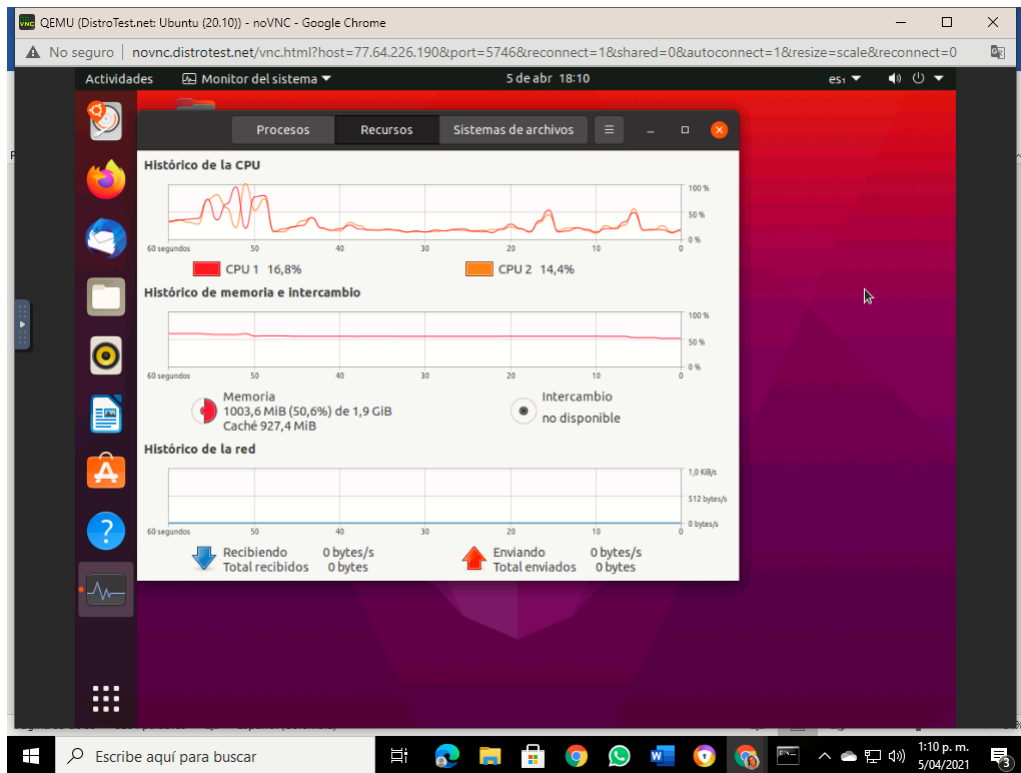 QEMU (DistroTest.net: Ubuntu (20.10)) - noVNC - Google Chrome
No seguro | novnc.distrotest.net/vnc.html?host=77.64.226.190&port=5746&reconnect=1&shared=0&autoconnect=1&resize=scale&reconnect=0
Actividades Monitor del sistema 5 de abr 18:10 es₁
Procesos Recursos Sistemas de archivos
Histórico de la CPU
100 %
50 %
0 %
60 segundos 50 40 30 20 10 0
CPU 1 16,8% CPU 2 14,4%
Histórico de memoria e intercambio
100 %
50 %
0 %
60 segundos 50 40 30 20 10 0
Memoria
1003,6 MiB (50,6%) de 1,9 GiB
Caché 927,4 MiB
Intercambio
no disponible
Histórico de la red
1,0 KiB/s
512 bytes/s
0 bytes/s
60 segundos 50 40 30 20 10 0
Recibiendo 0 bytes/s
Total recibidos 0 bytes
Enviando 0 bytes/s
Total enviados 0 bytes
Escribe aquí para buscar
1:10 p. m.
5/04/2021
3